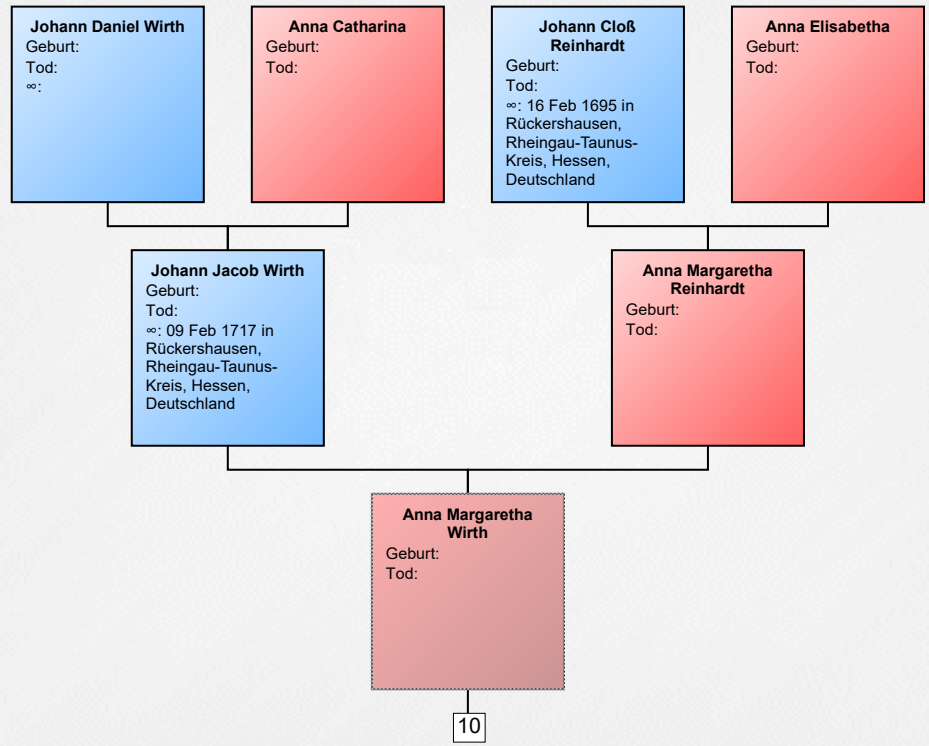 Johann Daniel Wirth
Geburt:
Tod:
∞:
Anna Catharina
Geburt:
Tod:
Johann Cloß
Reinhardt
Geburt:
Tod:
∞: 16 Feb 1695 in
Rückershausen,
Rheingau-Taunus-
Kreis, Hessen,
Deutschland
Anna Elisabetha
Geburt:
Tod:
Johann Jacob Wirth
Geburt:
Tod:
∞: 09 Feb 1717 in
Rückershausen,
Rheingau-Taunus-
Kreis, Hessen,
Deutschland
Anna Margaretha
Reinhardt
Geburt:
Tod:
Anna Margaretha
Wirth
Geburt:
Tod:
10